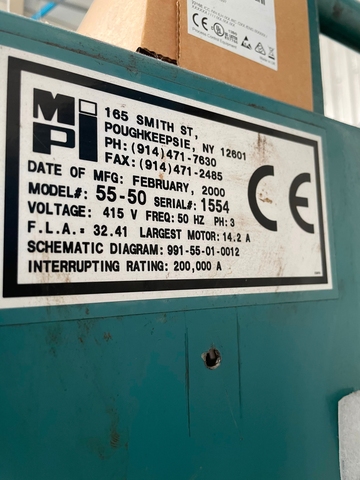 MPI
165 SMITH ST,
POUGHKEEPSIE, NY 12601
PH:(914)471-7630
FAX:(914)471-2485
DATE OF MFG: FEBRUARY, 2000
MODEL#: 55-50 SERIAL#: 1554
VOLTAGE: 415 V FREQ: 50 HZ PH: 3
F.L.A.: 32.41 LARGEST MOTOR: 14.2 A
SCHEMATIC DIAGRAM: 991-55-01-0012
INTERRUPTING RATING: 200,000 A
CE